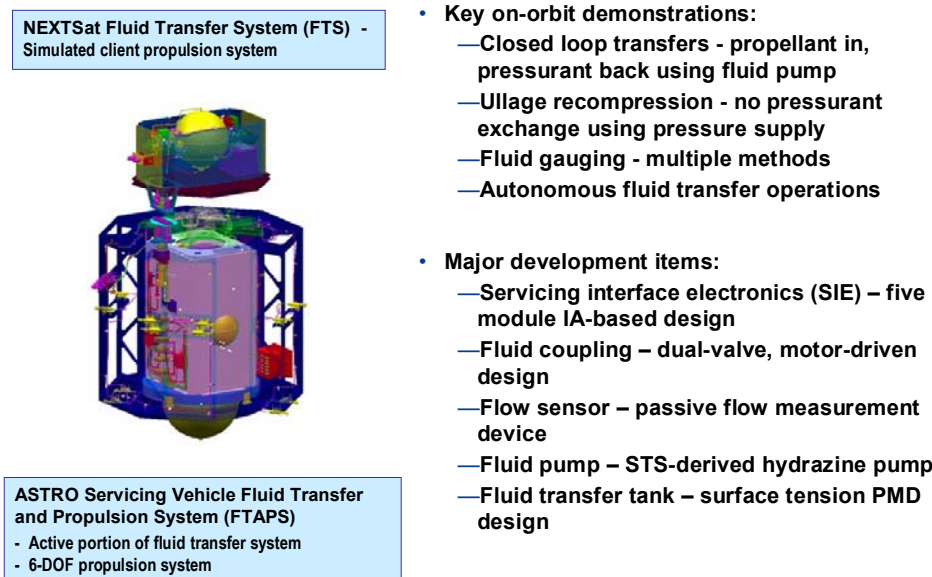 NEXTSat Fluid Transfer System (FTS) -
Simulated client propulsion system
ASTRO Servicing Vehicle Fluid Transfer
and Propulsion System (FTAPS)
- Active portion of fluid transfer system
- 6-DOF propulsion system
• Key on-orbit demonstrations:
—Closed loop transfers - propellant in,
pressurant back using fluid pump
—Ullage recompression - no pressurant
exchange using pressure supply
—Fluid gauging - multiple methods
—Autonomous fluid transfer operations
• Major development items:
—Servicing interface electronics (SIE) – five
module IA-based design
—Fluid coupling – dual-valve, motor-driven
design
—Flow sensor – passive flow measurement
device
—Fluid pump – STS-derived hydrazine pump
—Fluid transfer tank – surface tension PMD
design